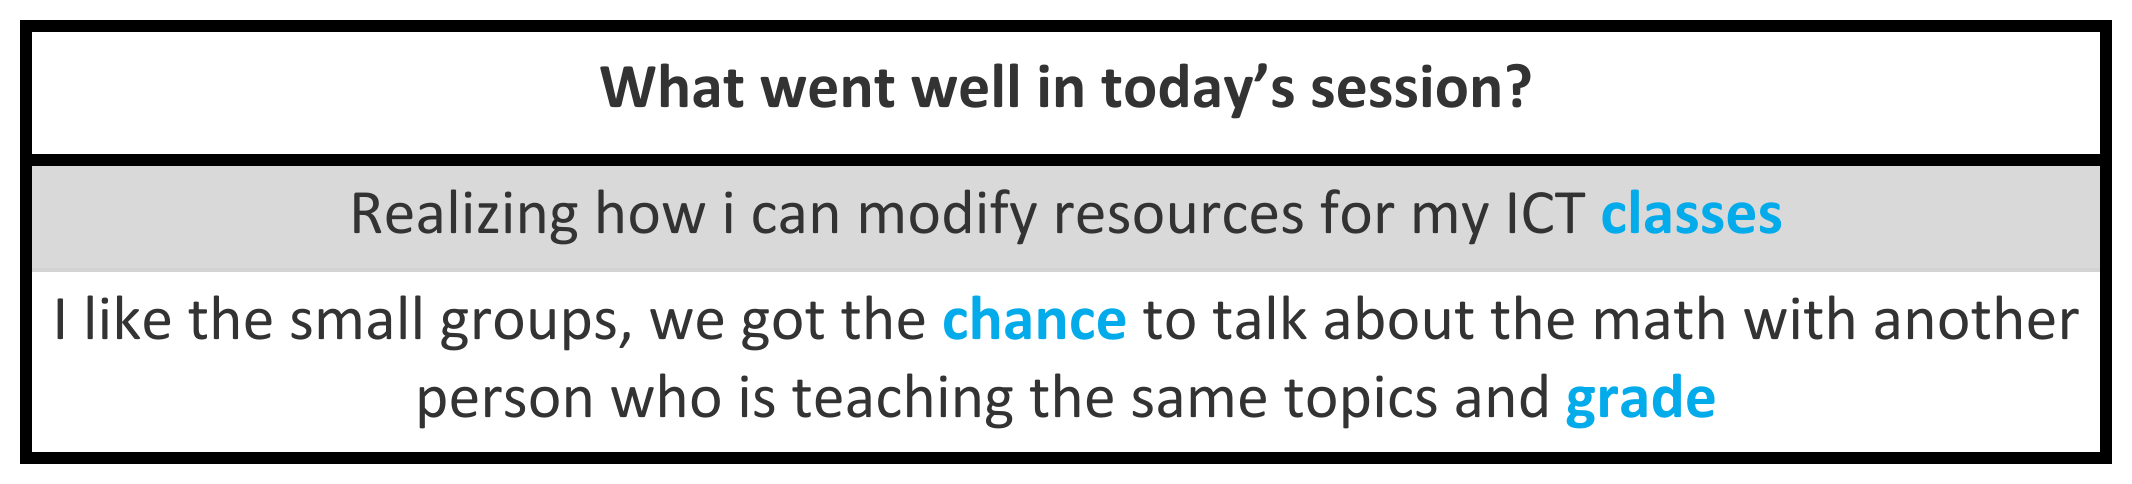 What went well in today’s session?
Realizing how i can modify resources for my ICT classes
I like the small groups, we got the chance to talk about the math with another
person who is teaching the same topics and grade